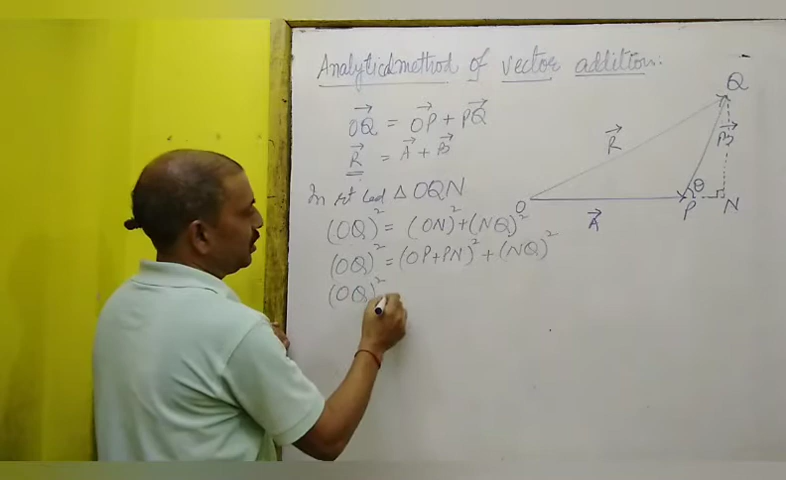 Analytical method of vector addition:
→OQ = →OP + →PQ
→R = →A + →B
In rt Led △ OQN
(OQ)² = (ON)² + (NQ)²
(OQ)² = (OP+PN)² + (NQ)²
(OQ)²
Q
→R
→B
θ
O
P
N
→A